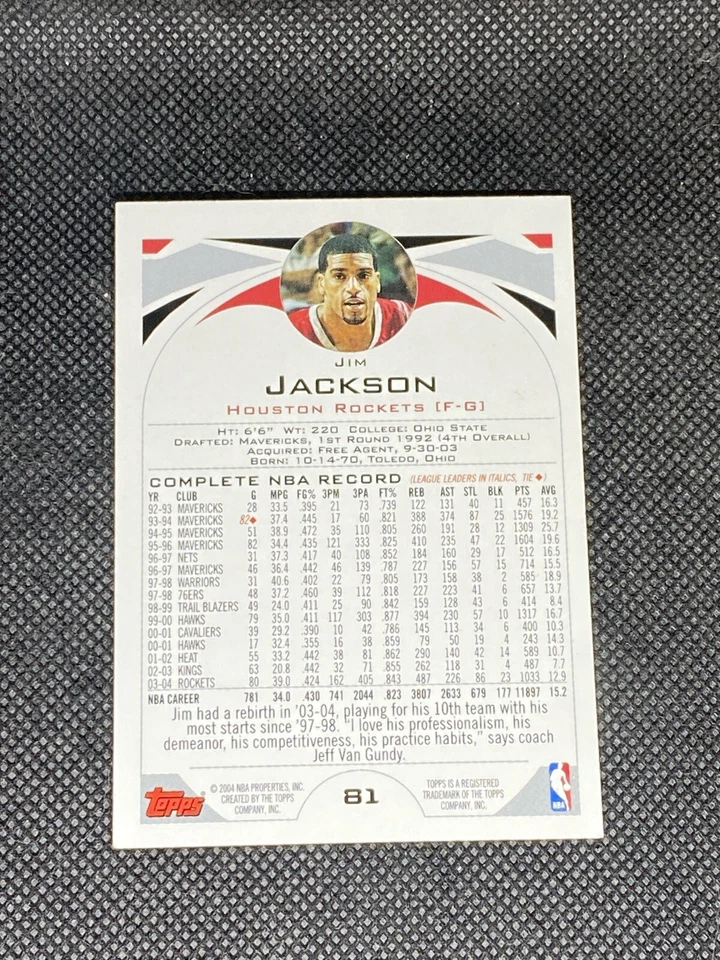 JIM
JACKSON
HOUSTON ROCKETS [F-G]
HT: 6'6" WT: 220 COLLEGE: OHIO STATE
DRAFTED: MAVERICKS, 1ST ROUND 1992 (4TH OVERALL)
ACQUIRED: FREE AGENT, 9-30-03
BORN: 10-14-70, TOLEDO, OHIO
COMPLETE NBA RECORD (LEAGUE LEADERS IN ITALICS, TIE ◆)
YR CLUB G MPG FG% 3PM 3PA FT% REB AST STL BLK PTS AVG
92-93 MAVERICKS 28 33.5 .395 21 73 .739 122 131 40 11 457 16.3
93-94 MAVERICKS 82◆ 37.4 .445 17 60 .821 388 374 87 25 1576 19.2
94-95 MAVERICKS 51 38.9 .472 35 110 .805 260 191 28 12 1309 25.7
95-96 MAVERICKS 82 34.4 .435 121 333 .825 410 235 47 22 1604 19.6
96-97 NETS 31 37.3 .417 40 108 .852 184 160 29 17 512 16.5
96-97 MAVERICKS 46 36.4 .442 46 139 .787 227 156 57 15 714 15.5
97-98 WARRIORS 31 40.6 .402 22 79 .805 173 158 38 2 585 18.9
97-98 76ERS 48 37.2 .460 39 112 .818 227 223 41 6 657 13.7
98-99 TRAIL BLAZERS 49 24.0 .411 25 90 .842 159 128 43 6 414 8.4
99-00 HAWKS 79 35.0 .411 117 303 .877 394 230 57 10 1317 16.7
00-01 CAVALIERS 39 29.2 .390 10 42 .786 145 113 34 6 400 10.3
00-01 HAWKS 17 32.4 .355 16 38 .859 79 50 19 4 243 14.3
01-02 HEAT 55 33.2 .442 38 81 .862 290 140 42 14 589 10.7
02-03 KINGS 63 20.8 .442 32 71 .855 262 118 31 4 487 7.7
03-04 ROCKETS 80 39.0 .424 162 405 .843 487 226 86 23 1033 12.9
NBA CAREER 781 34.0 .430 741 2044 .823 3807 2633 679 177 11897 15.2
Jim had a rebirth in '03-04, playing for his 10th team with his
most starts since '97-98. "I love his professionalism, his
demeanor, his competitiveness, his practice habits," says coach
Jeff Van Gundy.
TOPPS
© 2004 NBA PROPERTIES, INC.
CREATED BY THE TOPPS
COMPANY, INC.
81
TOPPS IS A REGISTERED
TRADEMARK OF THE TOPPS
COMPANY, INC.
NBA